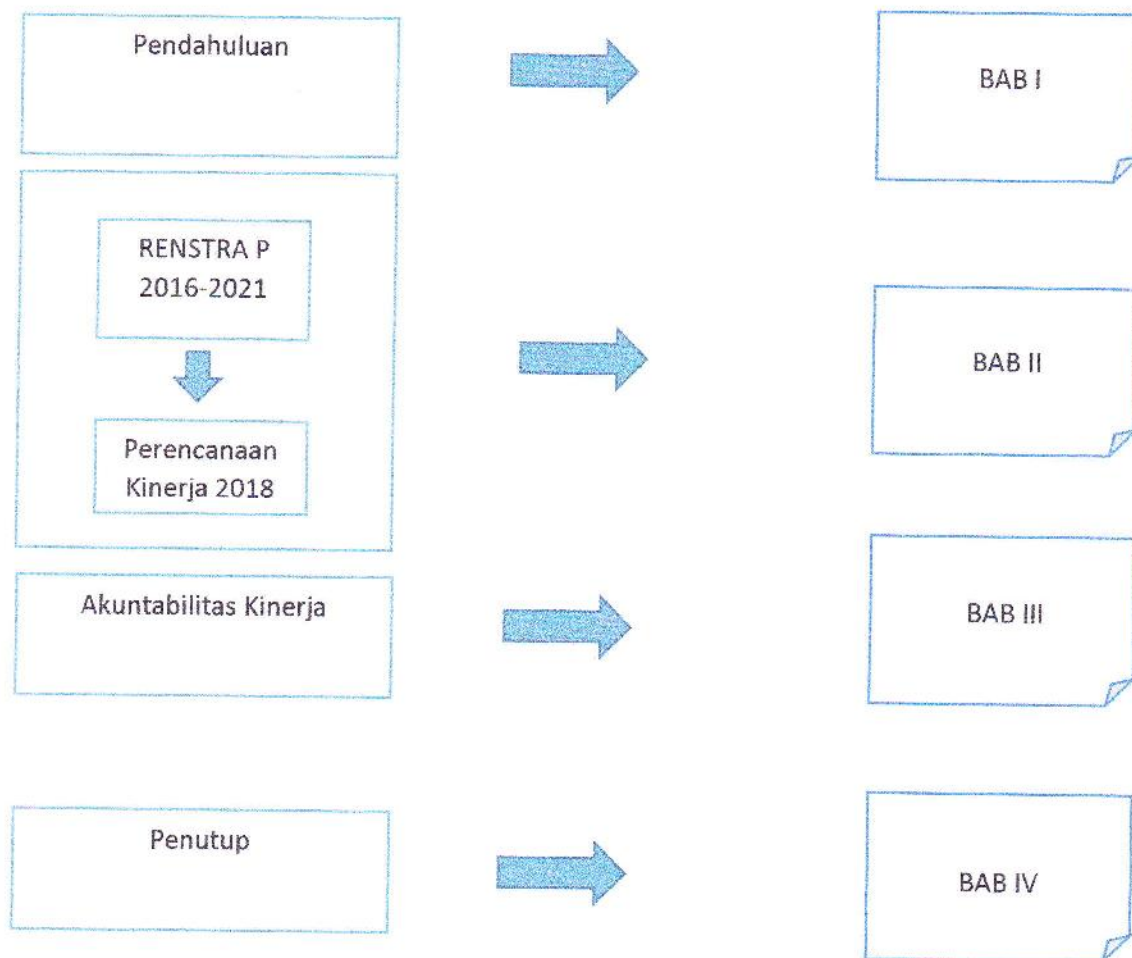 Pendahuluan
BAB I
RENSTRA P
2016-2021
Perencanaan
Kinerja 2018
BAB II
Akuntabilitas Kinerja
BAB III
Penutup
BAB IV